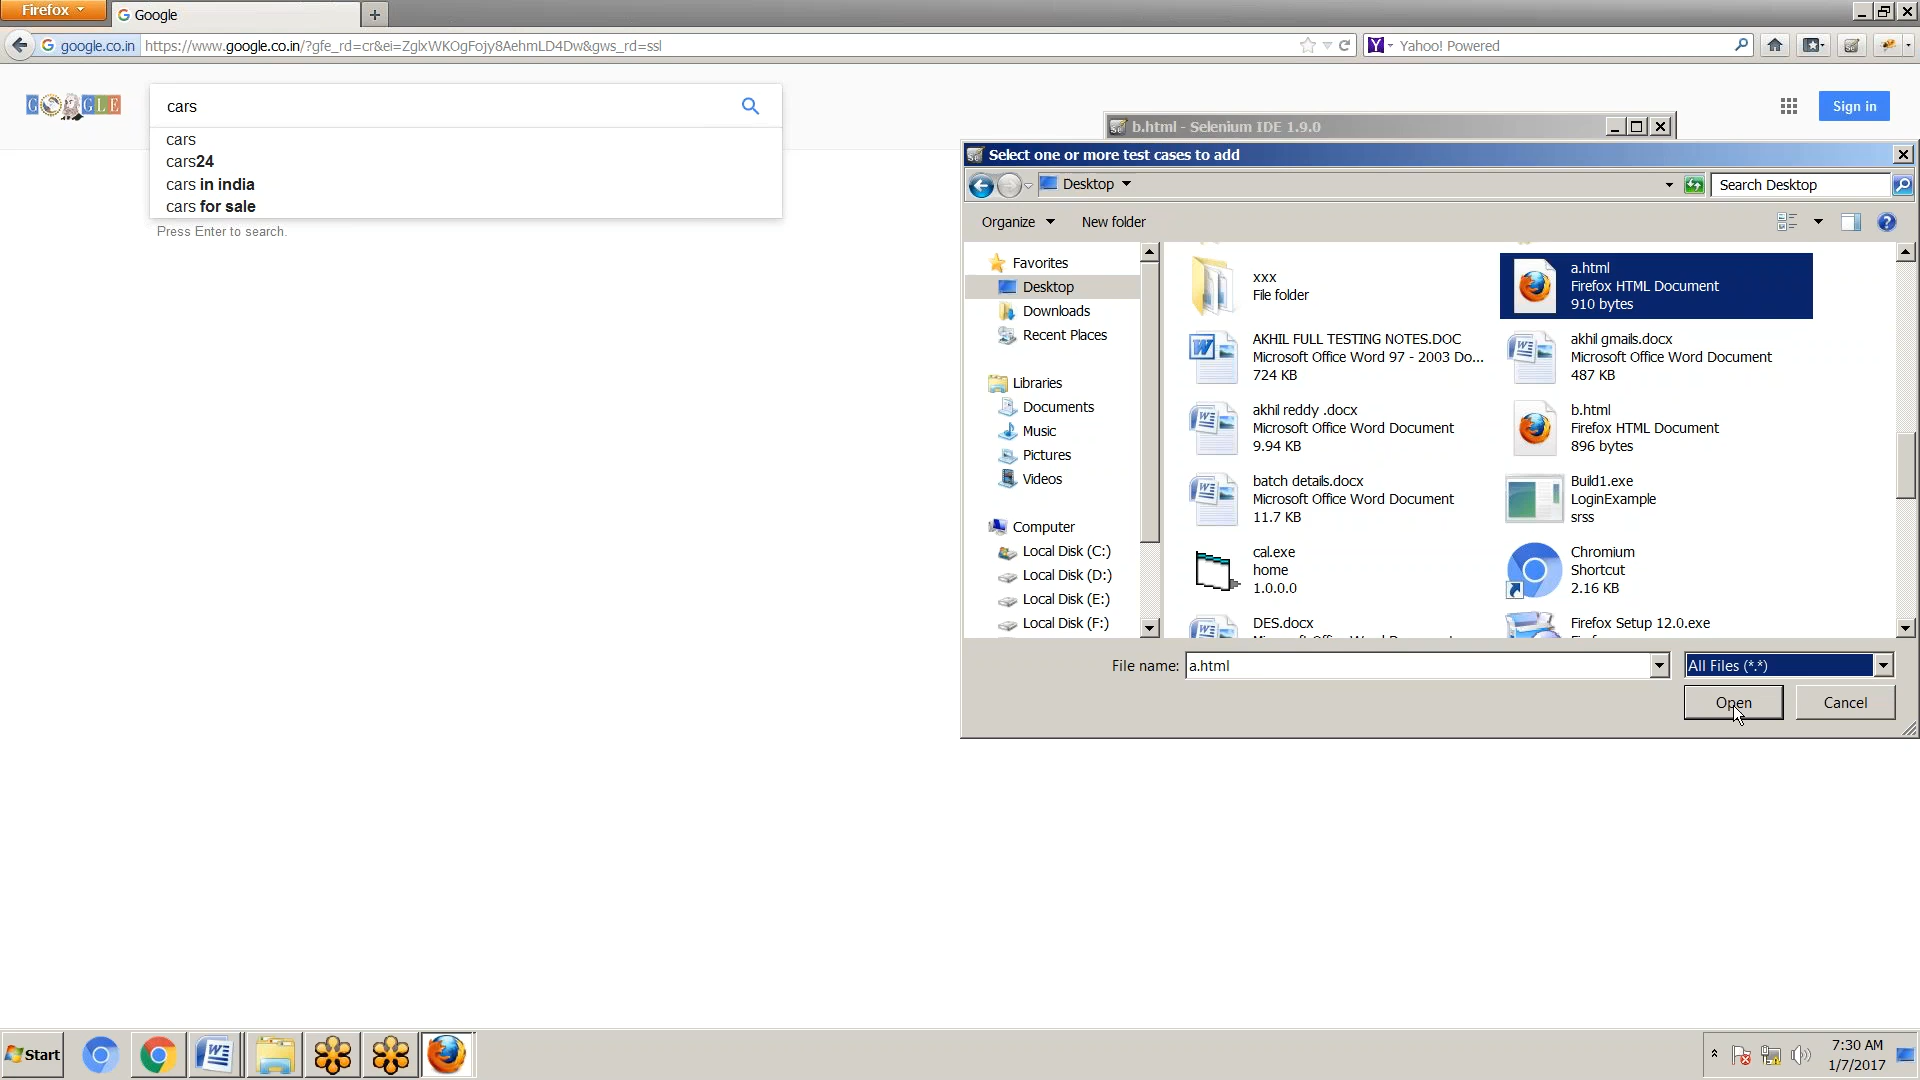 Firefox
Google
google.co.in
https://www.google.co.in/?gfe_rd=cr&ei=ZglxWKOgFojy8AehmLD4Dw&gws_rd=ssl
Yahoo! Powered
GOOGLE
cars
Sign in
cars
cars24
cars in india
cars for sale
Press Enter to search.
b.html - Selenium IDE 1.9.0
Select one or more test cases to add
Desktop
Search Desktop
Organize
New folder
Favorites
Desktop
Downloads
Recent Places
Libraries
Documents
Music
Pictures
Videos
Computer
Local Disk (C:)
Local Disk (D:)
Local Disk (E:)
Local Disk (F:)
xxx
File folder
a.html
Firefox HTML Document
910 bytes
AKHIL FULL TESTING NOTES.DOC
Microsoft Office Word 97 - 2003 Do...
724 KB
akhil gmails.docx
Microsoft Office Word Document
487 KB
akhil reddy .docx
Microsoft Office Word Document
9.94 KB
b.html
Firefox HTML Document
896 bytes
batch details.docx
Microsoft Office Word Document
11.7 KB
Build1.exe
LoginExample
srss
cal.exe
home
1.0.0.0
Chromium
Shortcut
2.16 KB
DES.docx
Firefox Setup 12.0.exe
File name:
a.html
All Files (*.*)
Open
Cancel
Start
7:30 AM
1/7/2017